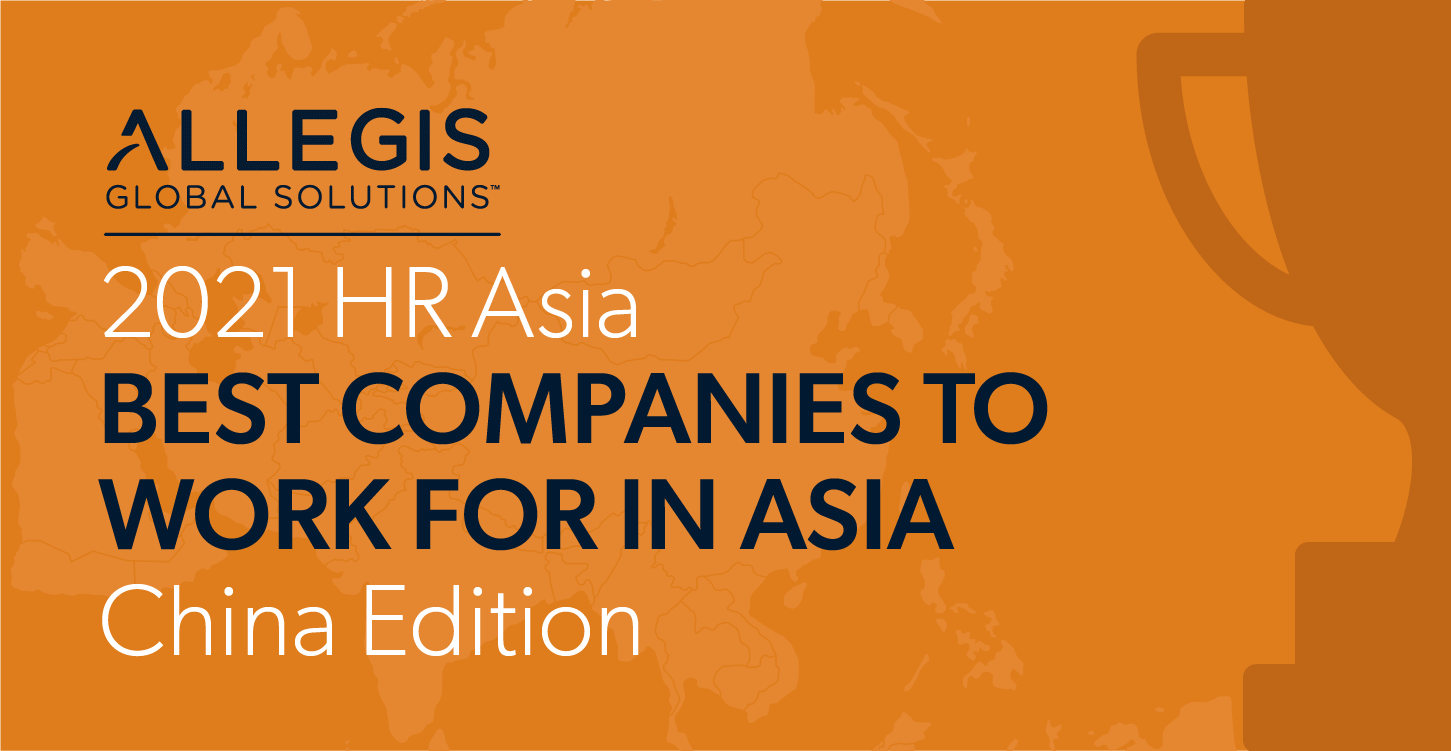 ALLEGIS
GLOBAL SOLUTIONS™
2021 HR Asia
BEST COMPANIES TO
WORK FOR IN ASIA
China Edition